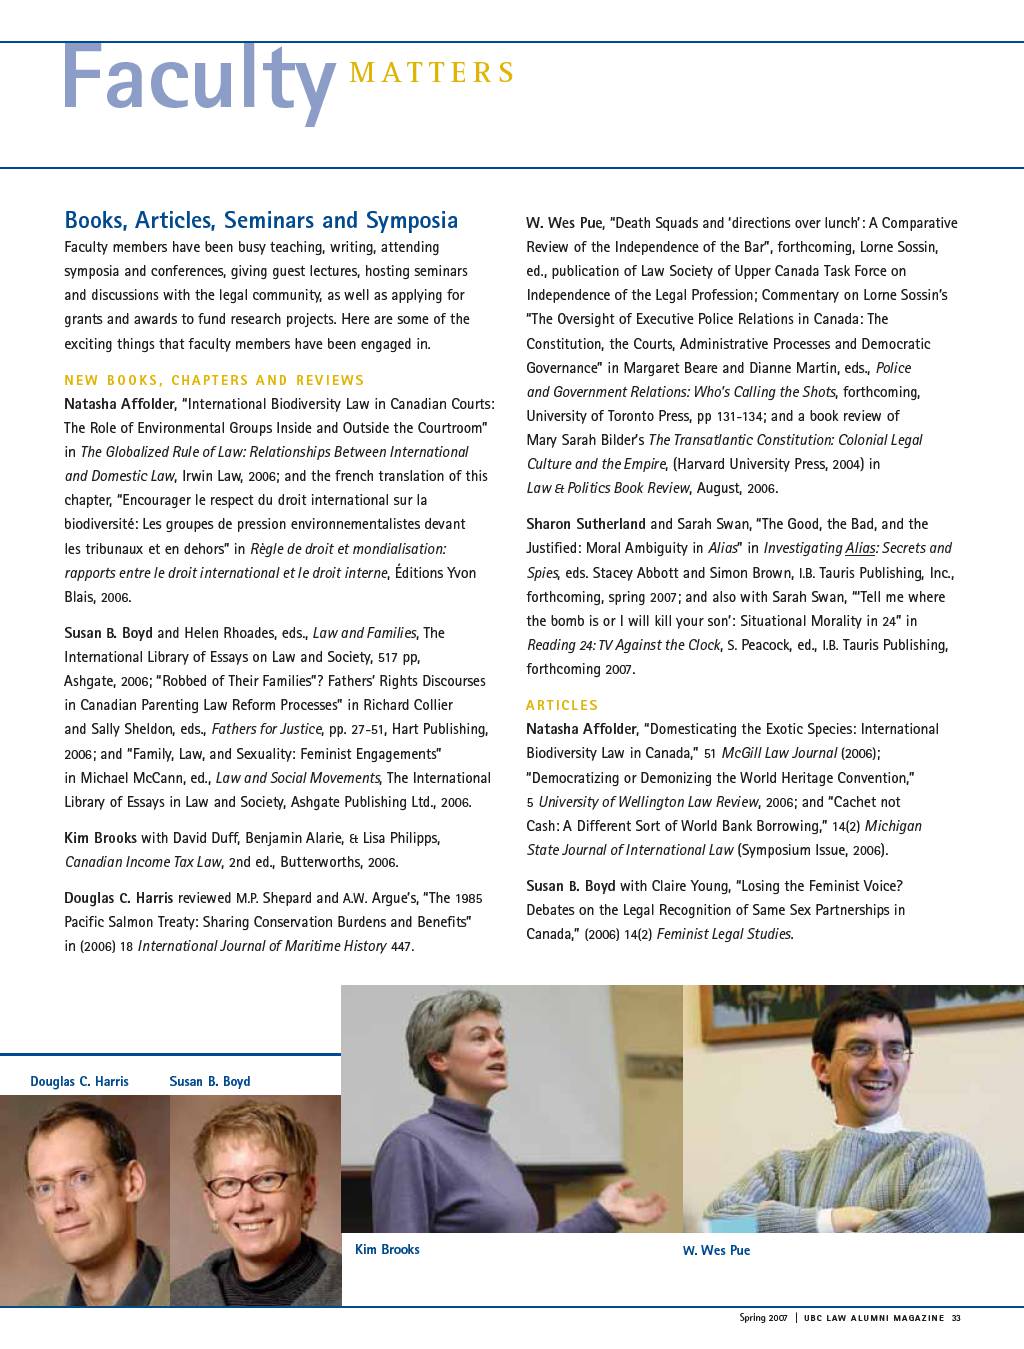 Faculty MATTERS
Books, Articles, Seminars and Symposia
Faculty members have been busy teaching, writing, attending
symposia and conferences, giving guest lectures, hosting seminars
and discussions with the legal community, as well as applying for
grants and awards to fund research projects. Here are some of the
exciting things that faculty members have been engaged in.
NEW BOOKS, CHAPTERS AND REVIEWS
Natasha Affolder, “International Biodiversity Law in Canadian Courts:
The Role of Environmental Groups Inside and Outside the Courtroom”
in The Globalized Rule of Law: Relationships Between International
and Domestic Law, Irwin Law, 2006; and the french translation of this
chapter, “Encourager le respect du droit international sur la
biodiversité: Les groupes de pression environnementalistes devant
les tribunaux et en dehors” in Règle de droit et mondialisation:
rapports entre le droit international et le droit interne, Éditions Yvon
Blais, 2006.
Susan B. Boyd and Helen Rhoades, eds., Law and Families, The
International Library of Essays on Law and Society, 517 pp,
Ashgate, 2006; “Robbed of Their Families”? Fathers’ Rights Discourses
in Canadian Parenting Law Reform Processes” in Richard Collier
and Sally Sheldon, eds., Fathers for Justice, pp. 27-51, Hart Publishing,
2006; and “Family, Law, and Sexuality: Feminist Engagements”
in Michael McCann, ed., Law and Social Movements, The International
Library of Essays in Law and Society, Ashgate Publishing Ltd., 2006.
Kim Brooks with David Duff, Benjamin Alarie, & Lisa Philipps,
Canadian Income Tax Law, 2nd ed., Butterworths, 2006.
Douglas C. Harris reviewed M.P. Shepard and A.W. Argue’s, “The 1985
Pacific Salmon Treaty: Sharing Conservation Burdens and Benefits”
in (2006) 18 International Journal of Maritime History 447.
W. Wes Pue, “Death Squads and ‘directions over lunch’: A Comparative
Review of the Independence of the Bar”, forthcoming, Lorne Sossin,
ed., publication of Law Society of Upper Canada Task Force on
Independence of the Legal Profession; Commentary on Lorne Sossin’s
“The Oversight of Executive Police Relations in Canada: The
Constitution, the Courts, Administrative Processes and Democratic
Governance” in Margaret Beare and Dianne Martin, eds., Police
and Government Relations: Who’s Calling the Shots, forthcoming,
University of Toronto Press, pp 131-134; and a book review of
Mary Sarah Bilder’s The Transatlantic Constitution: Colonial Legal
Culture and the Empire, (Harvard University Press, 2004) in
Law & Politics Book Review, August, 2006.
Sharon Sutherland and Sarah Swan, “The Good, the Bad, and the
Justified: Moral Ambiguity in Alias” in Investigating Alias: Secrets and
Spies, eds. Stacey Abbott and Simon Brown, I.B. Tauris Publishing, Inc.,
forthcoming, spring 2007; and also with Sarah Swan, “‘Tell me where
the bomb is or I will kill your son’: Situational Morality in 24” in
Reading 24: TV Against the Clock, S. Peacock, ed., I.B. Tauris Publishing,
forthcoming 2007.
ARTICLES
Natasha Affolder, “Domesticating the Exotic Species: International
Biodiversity Law in Canada,” 51 McGill Law Journal (2006);
“Democratizing or Demonizing the World Heritage Convention,”
5 University of Wellington Law Review, 2006; and “Cachet not
Cash: A Different Sort of World Bank Borrowing,” 14(2) Michigan
State Journal of International Law (Symposium Issue, 2006).
Susan B. Boyd with Claire Young, “Losing the Feminist Voice?
Debates on the Legal Recognition of Same Sex Partnerships in
Canada,” (2006) 14(2) Feminist Legal Studies.
Douglas C. Harris
Susan B. Boyd
Kim Brooks
W. Wes Pue
Spring 2007 | UBC LAW ALUMNI MAGAZINE 33